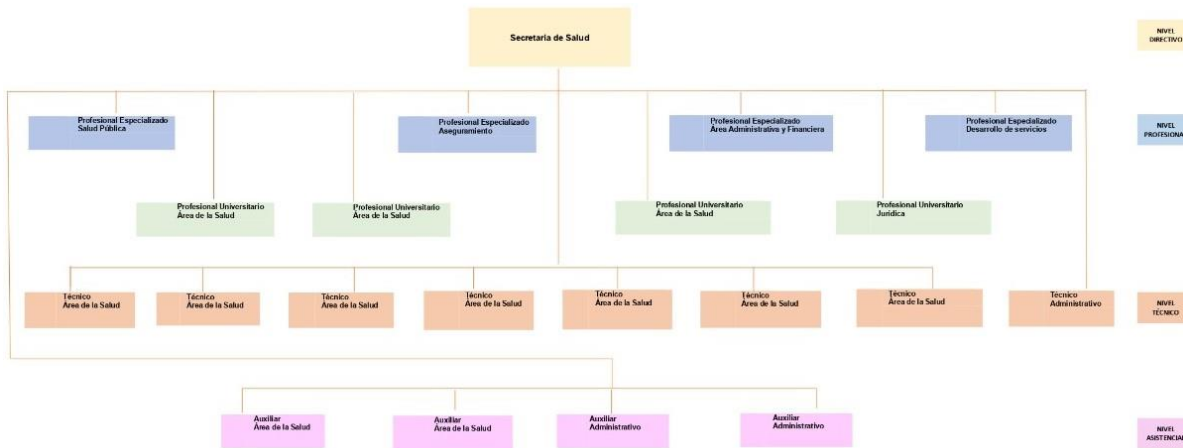 Secretaria de Salud
NIVEL
DIRECTIVO
Profesional Especializado
Salud Pública
Profesional Especializado
Aseguramiento
Profesional Especializado
Área Administrativa y Financiera
Profesional Especializado
Desarrollo de servicios
NIVEL
PROFESIONAL
Profesional Universitario
Área de la Salud
Profesional Universitario
Área de la Salud
Profesional Universitario
Área de la Salud
Profesional Universitario
Jurídica
Técnico
Área de la Salud
Técnico
Área de la Salud
Técnico
Área de la Salud
Técnico
Área de la Salud
Técnico
Área de la Salud
Técnico
Área de la Salud
Técnico
Área de la Salud
Técnico
Administrativo
NIVEL
TÉCNICO
Auxiliar
Área de la Salud
Auxiliar
Área de la Salud
Auxiliar
Administrativo
Auxiliar
Administrativo
NIVEL
ASISTENCIAL